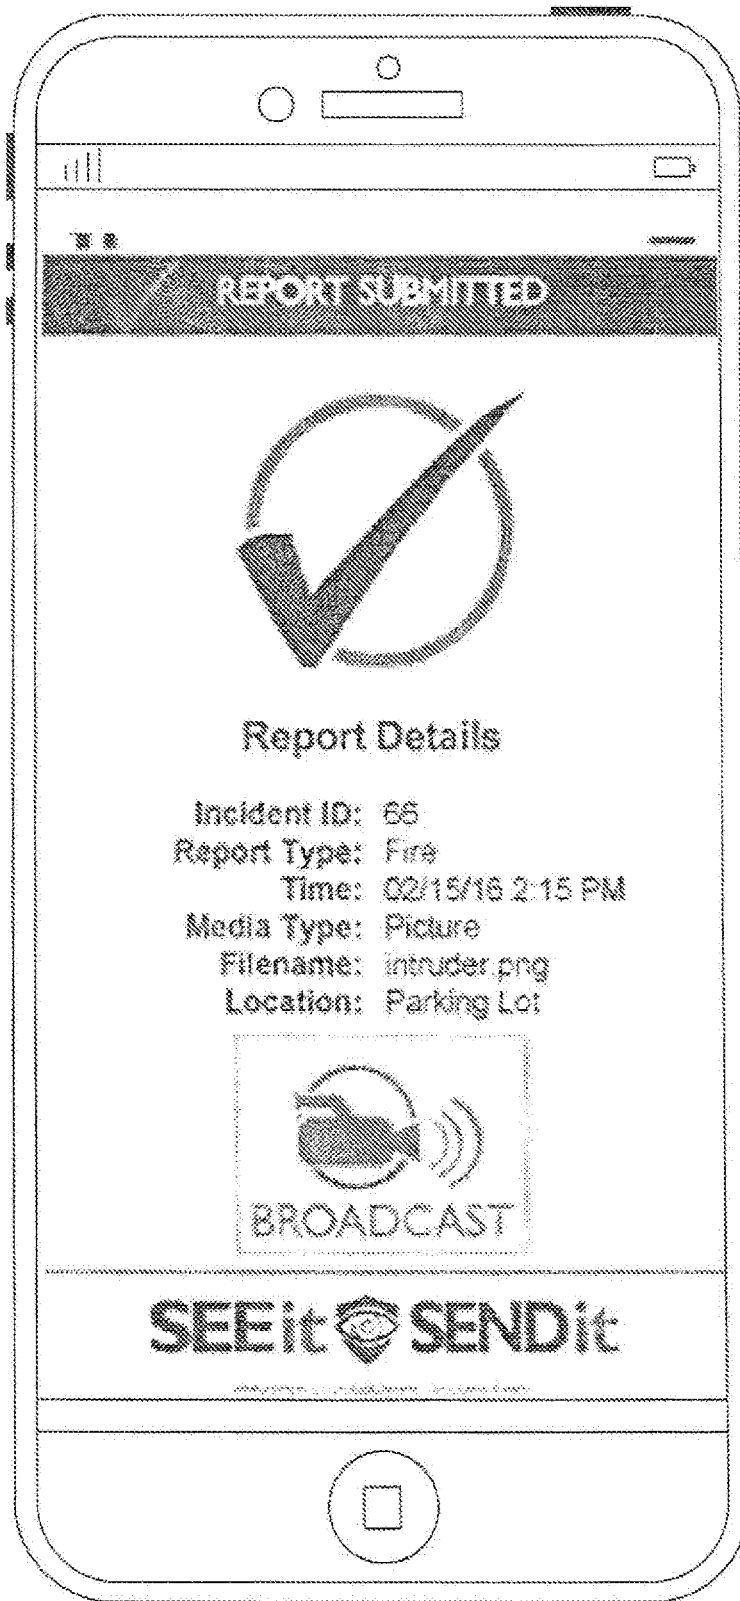 REPORT SUBMITTED
Report Details
Incident ID: 66
Report Type: Fire
Time: 02/15/16 2:15 PM
Media Type: Picture
Filename: intruder.png
Location: Parking Lot
BROADCAST
SEEit SENDit